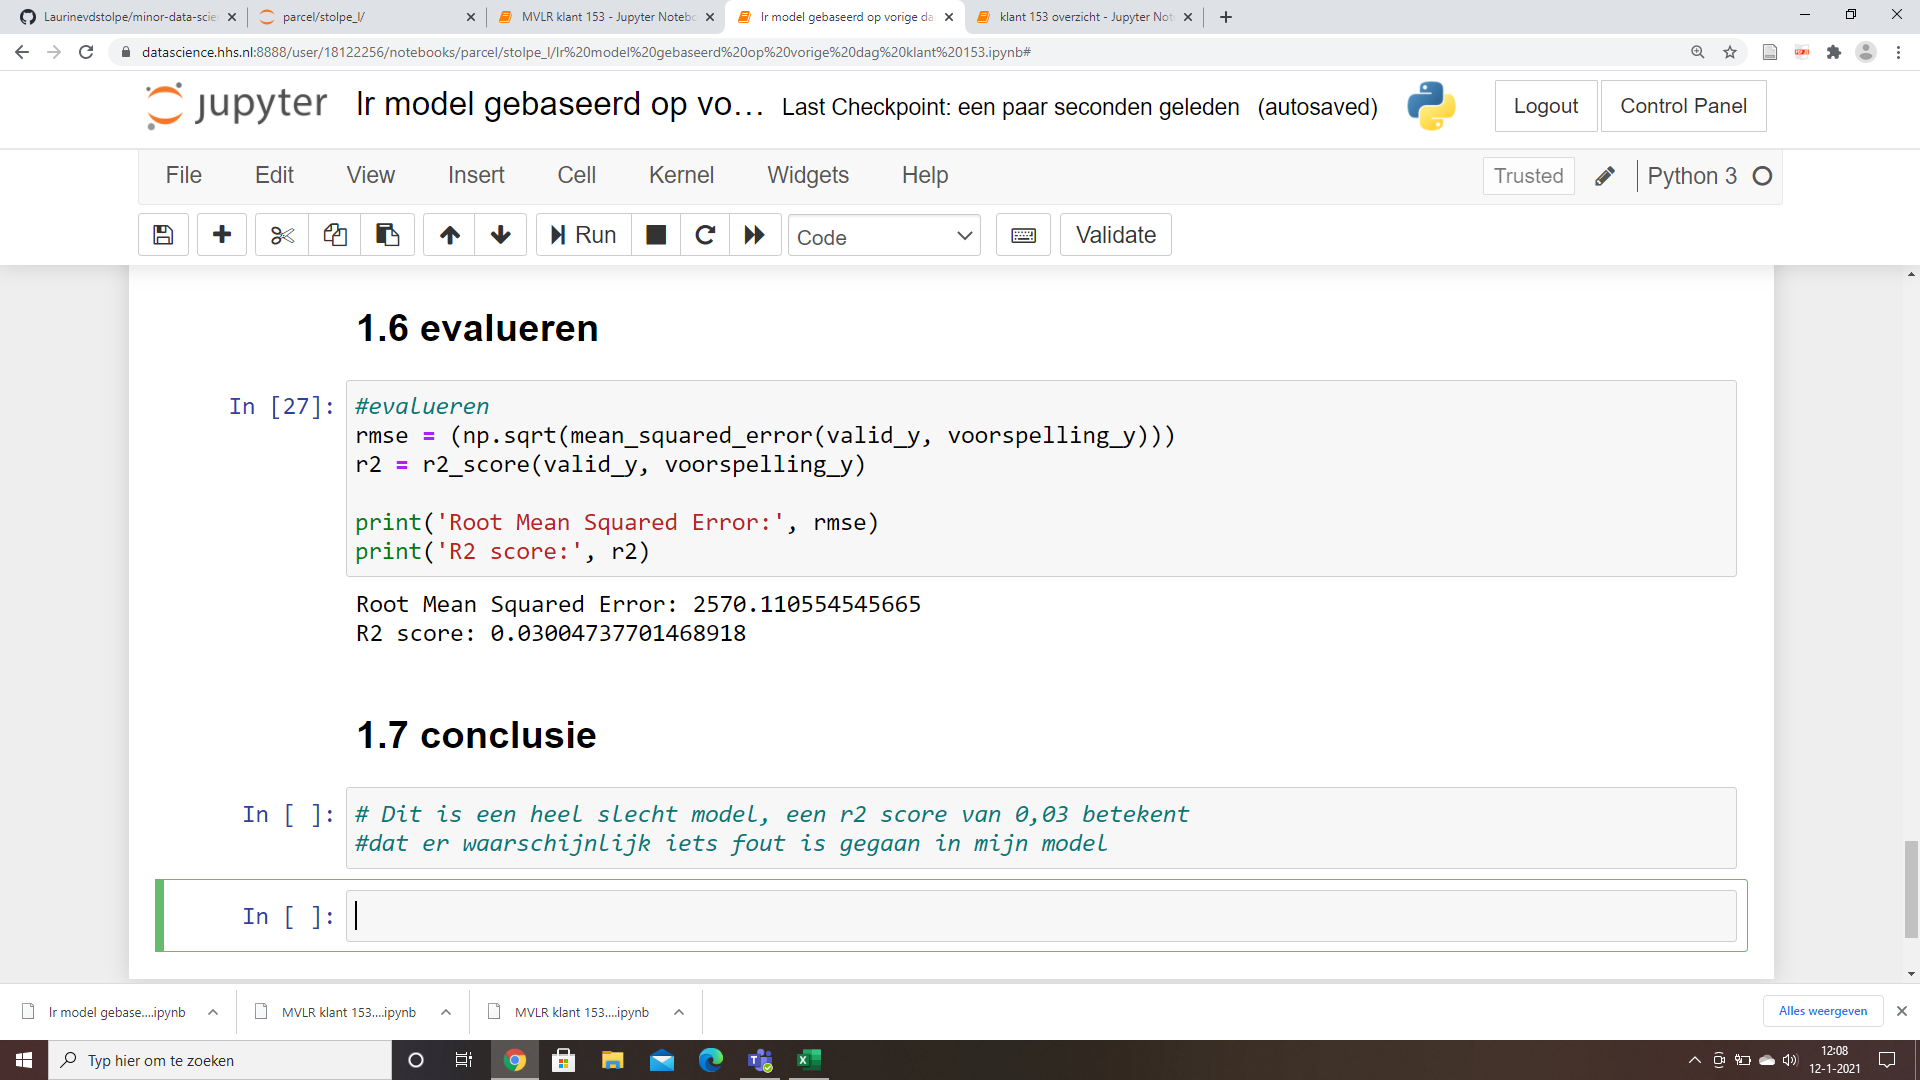 Laurinevdstolpe/minor-data-scie
parcel/stolpe_l/
MVLR klant 153 - Jupyter Notebo
lr model gebaseerd op vorige da
klant 153 overzicht - Jupyter Not
datascience.hhs.nl:8888/user/18122256/notebooks/parcel/stolpe_l/lr%20model%20gebaseerd%20op%20vorige%20dag%20klant%20153.ipynb#
jupyter
lr model gebaseerd op vo...
Last Checkpoint: een paar seconden geleden (autosaved)
Logout
Control Panel
File Edit View Insert Cell Kernel Widgets Help
Trusted
Python 3
Run
Code
Validate
1.6 evalueren
In [27]:
#evalueren
rmse = (np.sqrt(mean_squared_error(valid_y, voorspelling_y)))
r2 = r2_score(valid_y, voorspelling_y)
print('Root Mean Squared Error:', rmse)
print('R2 score:', r2)
Root Mean Squared Error: 2570.110554545665
R2 score: 0.03004737701468918
1.7 conclusie
In [ ]:
# Dit is een heel slecht model, een r2 score van 0,03 betekent
#dat er waarschijnlijk iets fout is gegaan in mijn model
In [ ]:
lr model gebase....ipynb
MVLR klant 153....ipynb
MVLR klant 153....ipynb
Alles weergeven
Typ hier om te zoeken
12:08
12-1-2021